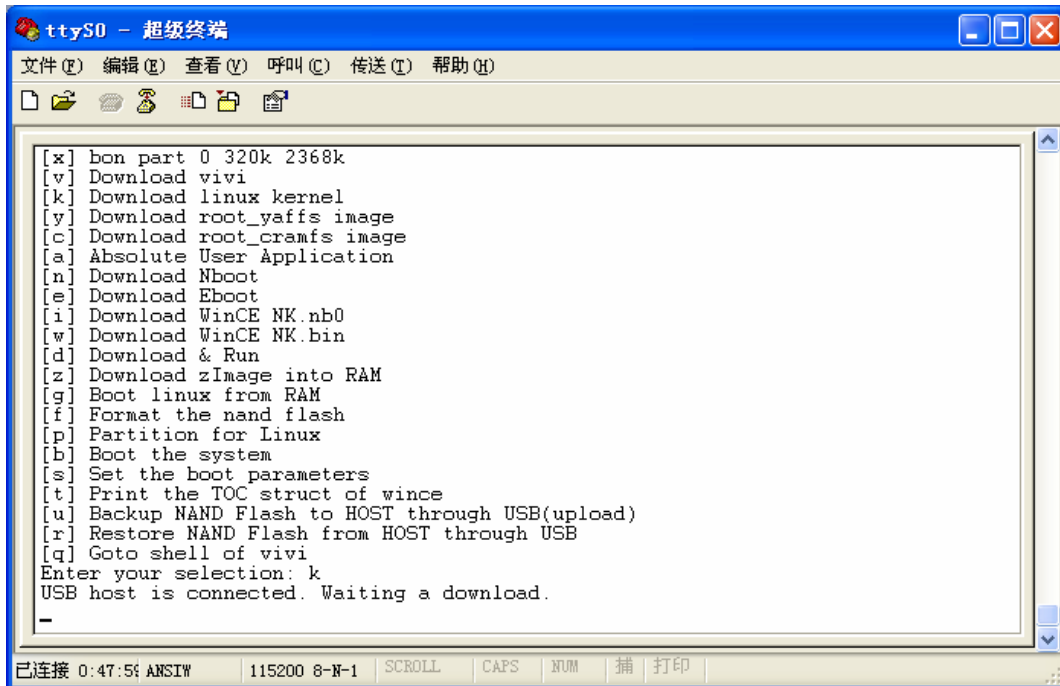 ttyS0 - 超级终端
文件(F) 编辑(E) 查看(V) 呼叫(C) 传送(T) 帮助(H)
[x] bon part 0 320k 2368k
[v] Download vivi
[k] Download linux kernel
[y] Download root_yaffs image
[c] Download root_cramfs image
[a] Absolute User Application
[n] Download Nboot
[e] Download Eboot
[i] Download WinCE NK.nb0
[w] Download WinCE NK.bin
[d] Download & Run
[z] Download zImage into RAM
[g] Boot linux from RAM
[f] Format the nand flash
[p] Partition for Linux
[b] Boot the system
[s] Set the boot parameters
[t] Print the TOC struct of wince
[u] Backup NAND Flash to HOST through USB(upload)
[r] Restore NAND Flash from HOST through USB
[q] Goto shell of vivi
Enter your selection: k
USB host is connected. Waiting a download.
已连接 0:47:59 ANSIW 115200 8-N-1 SCROLL CAPS NUM 捕 打印